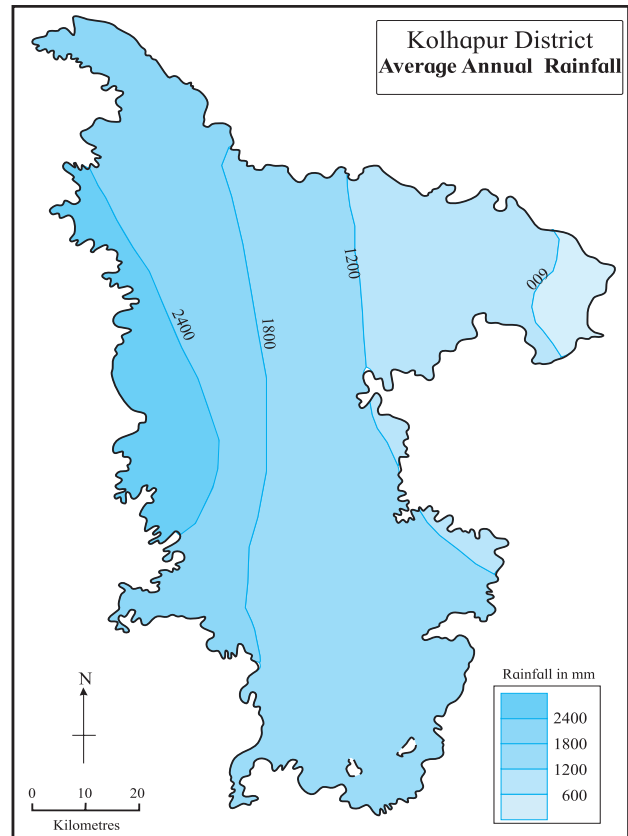 Kolhapur District
Average Annual Rainfall
1200
600
2400
1800
N
Rainfall in mm
2400
1800
1200
600
0 10 20
Kilometres